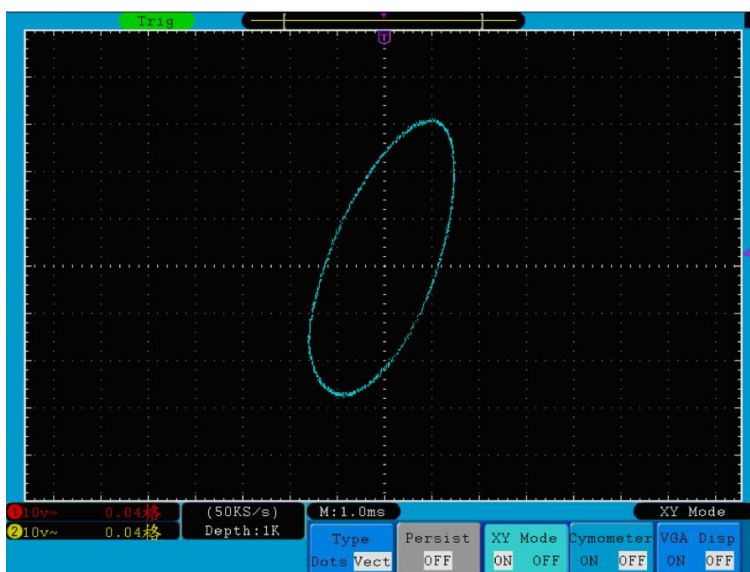 Trig
T
T
1 10v~ 0.04格
2 10v~ 0.04格
(50KS/s)
Depth:1K
M:1.0ms
XY Mode
Type
Dots Vect
Persist
OFF
XY Mode
ON OFF
Cymometer
ON OFF
VGA Disp
ON OFF